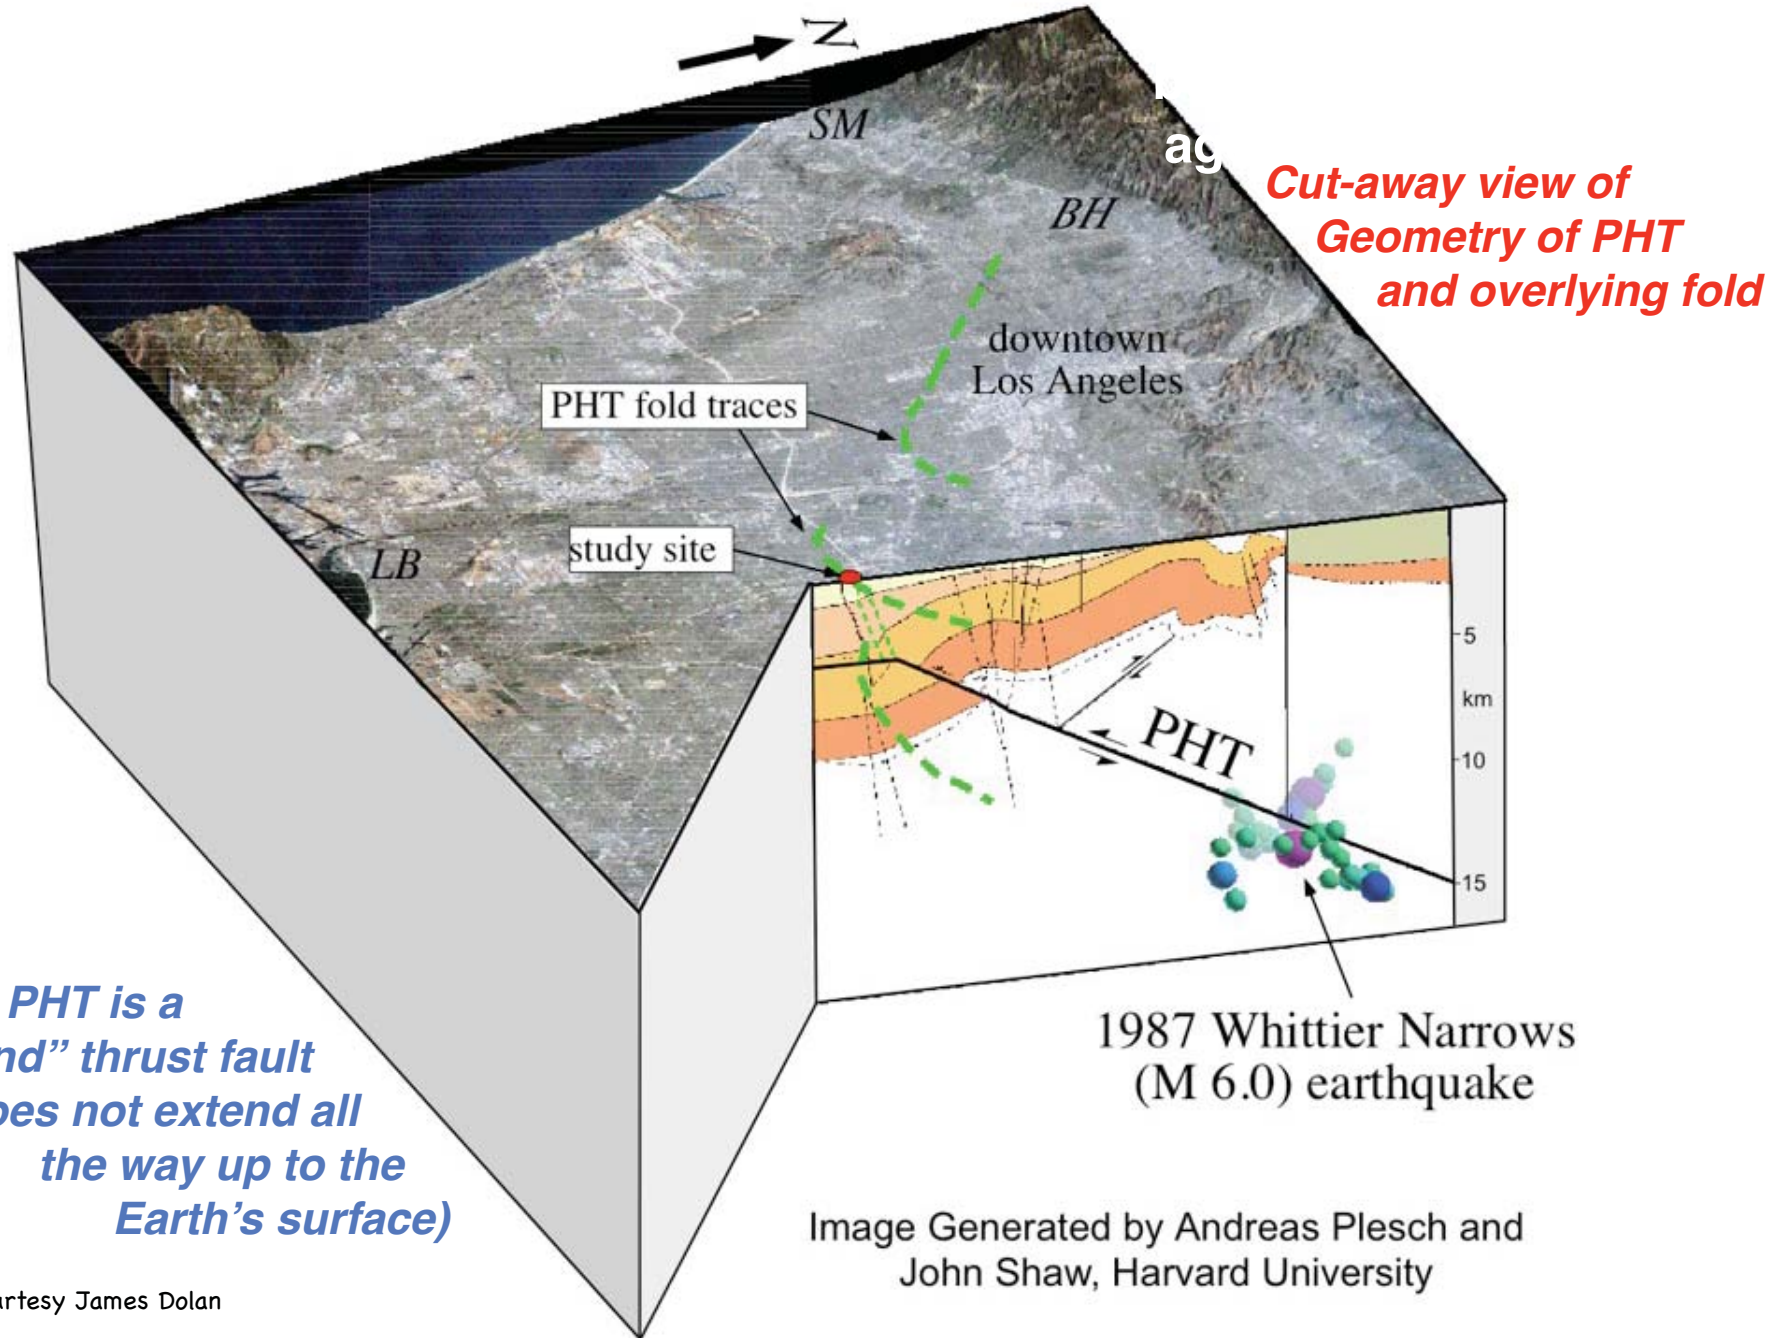 N
SM
ag
Cut-away view of
Geometry of PHT
and overlying fold
BH
downtown
Los Angeles
PHT fold traces
study site
LB
5
km
PHT
10
15
PHT is a
nd” thrust fault
oes not extend all
the way up to the
Earth’s surface)
1987 Whittier Narrows
(M 6.0) earthquake
Image Generated by Andreas Plesch and
John Shaw, Harvard University
urtesy James Dolan